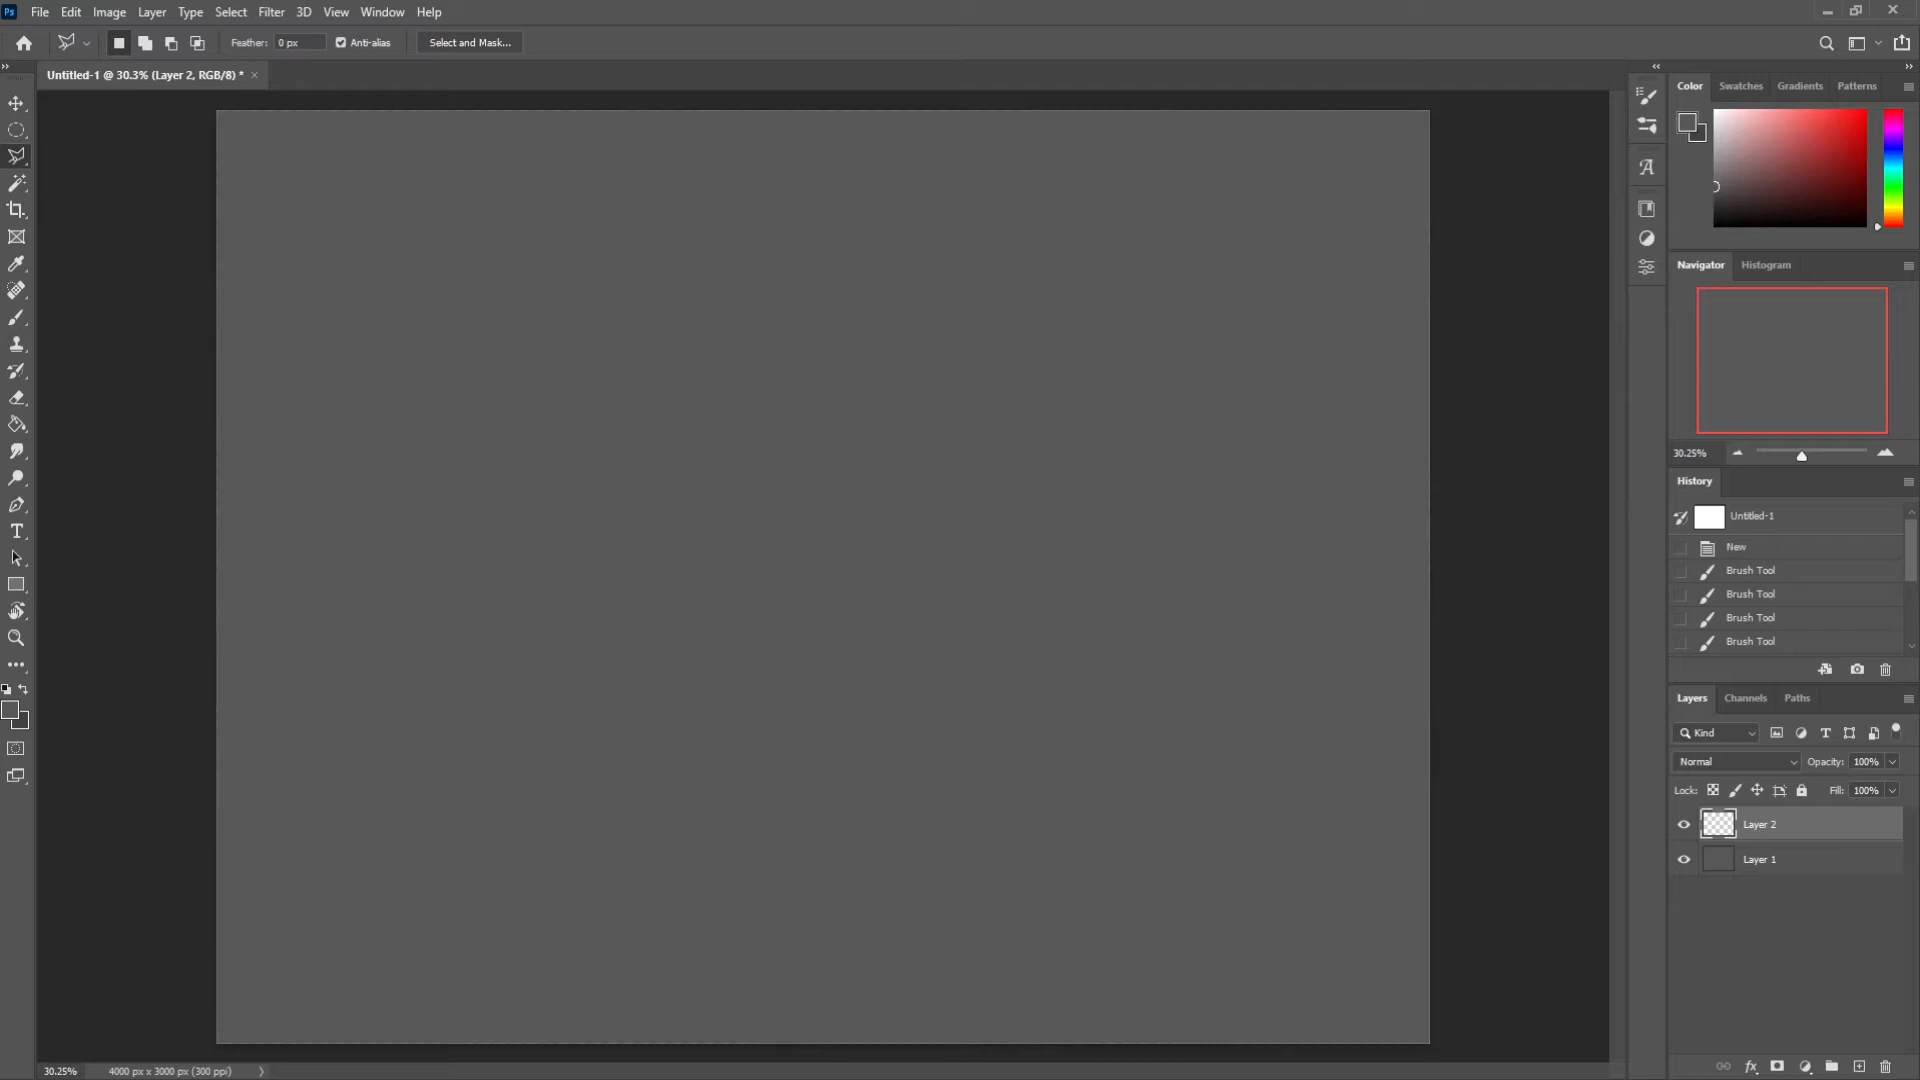 Ps File Edit Image Layer Type Select Filter 3D View Window Help
Feather: 0 px Anti-alias Select and Mask...
Untitled-1 @ 30.3% (Layer 2, RGB/8) *
Color Swatches Gradients Patterns
Navigator Histogram
30.25%
History
Untitled-1
New
Brush Tool
Brush Tool
Brush Tool
Brush Tool
Layers Channels Paths
Kind
Normal Opacity: 100%
Lock: Fill: 100%
Layer 2
Layer 1
30.25% 4000 px x 3000 px (300 ppi)